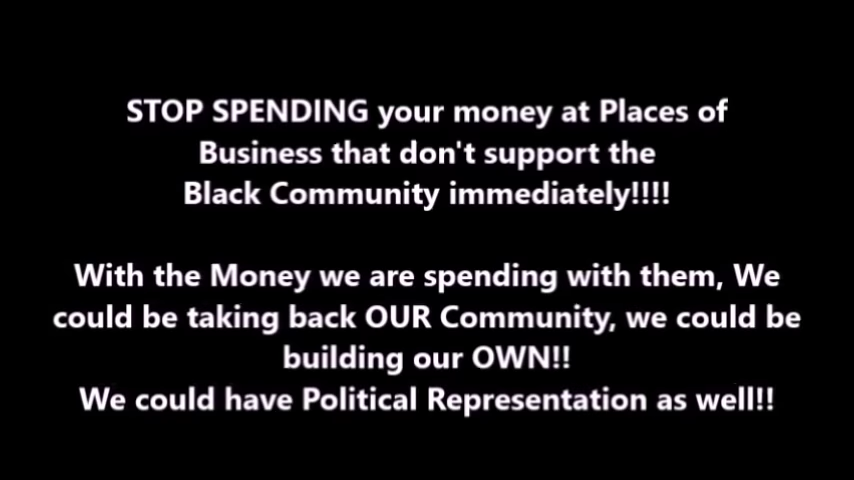 STOP SPENDING your money at Places of
Business that don't support the
Black Community immediately!!!!
With the Money we are spending with them, We
could be taking back OUR Community, we could be
building our OWN!!
We could have Political Representation as well!!